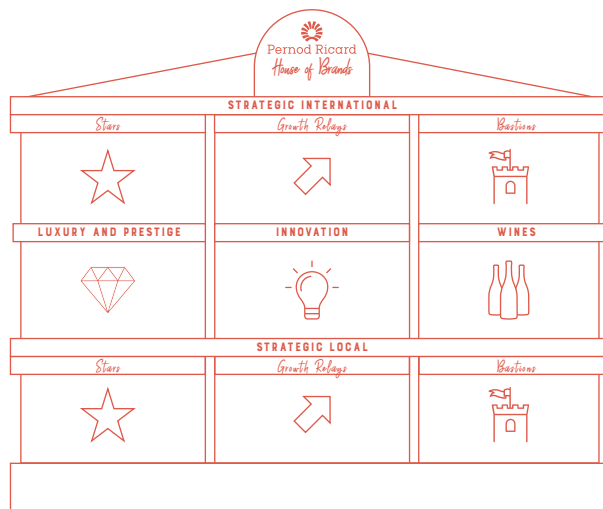 Pernod Ricard
House of Brands
STRATEGIC INTERNATIONAL
Stars
Growth Relays
Bastions
LUXURY AND PRESTIGE
INNOVATION
WINES
STRATEGIC LOCAL
Stars
Growth Relays
Bastions